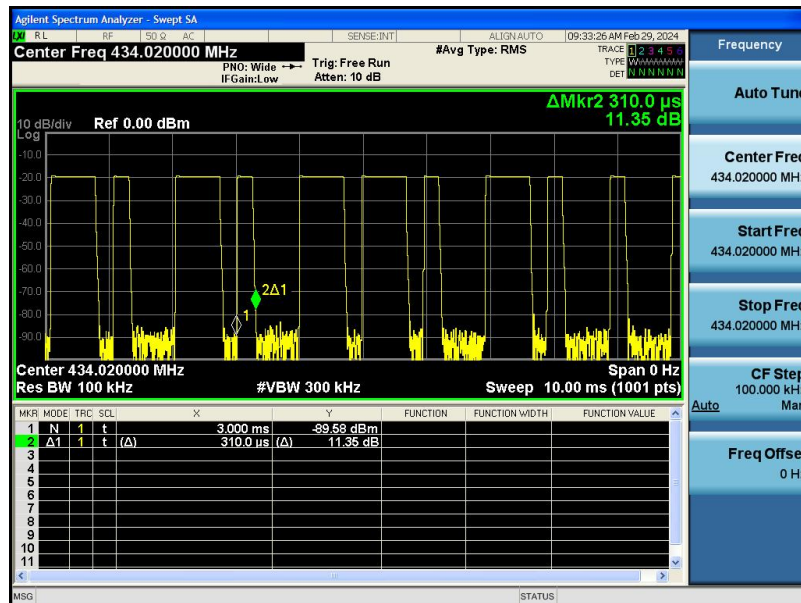 Agilent Spectrum Analyzer - Swept SA
LXI RL RF 50 Ω AC SENSE:INT ALIGN AUTO 09:33:26 AM Feb 29, 2024
Center Freq 434.020000 MHz #Avg Type: RMS TRACE 1 2 3 4 5 6
PNO: Wide Trig: Free Run TYPE W
IFGain:Low Atten: 10 dB DET N N N N N N
ΔMkr2 310.0 µs
10 dB/div Ref 0.00 dBm 11.35 dB
Log
-10.0
-20.0
-30.0
-40.0
-50.0
-60.0
-70.0
2Δ1
-80.0
1
-90.0
Center 434.020000 MHz Span 0 Hz
Res BW 100 kHz #VBW 300 kHz Sweep 10.00 ms (1001 pts)
MKR MODE TRC SCL X Y FUNCTION FUNCTION WIDTH FUNCTION VALUE
1 N 1 t 3.000 ms -89.58 dBm
2 Δ1 1 t (Δ) 310.0 µs (Δ) 11.35 dB
3
4
5
6
7
8
9
10
11
MSG STATUS
Frequency
Auto Tune
Center Freq
434.020000 MH
Start Freq
434.020000 MH
Stop Freq
434.020000 MH
CF Step
100.000 kH
Auto Ma
Freq Offse
0 H